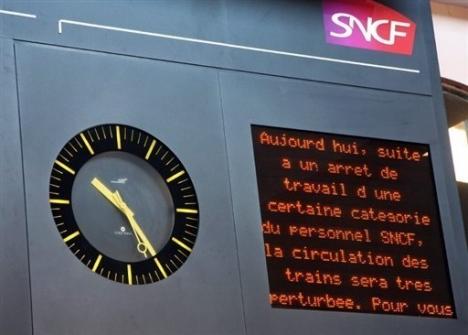 SNCF
Aujourd hui, suite
a un arret de
travail d une
certaine categorie
du personnel SNCF,
la circulation des
trains sera tres
perturbee. Pour vous